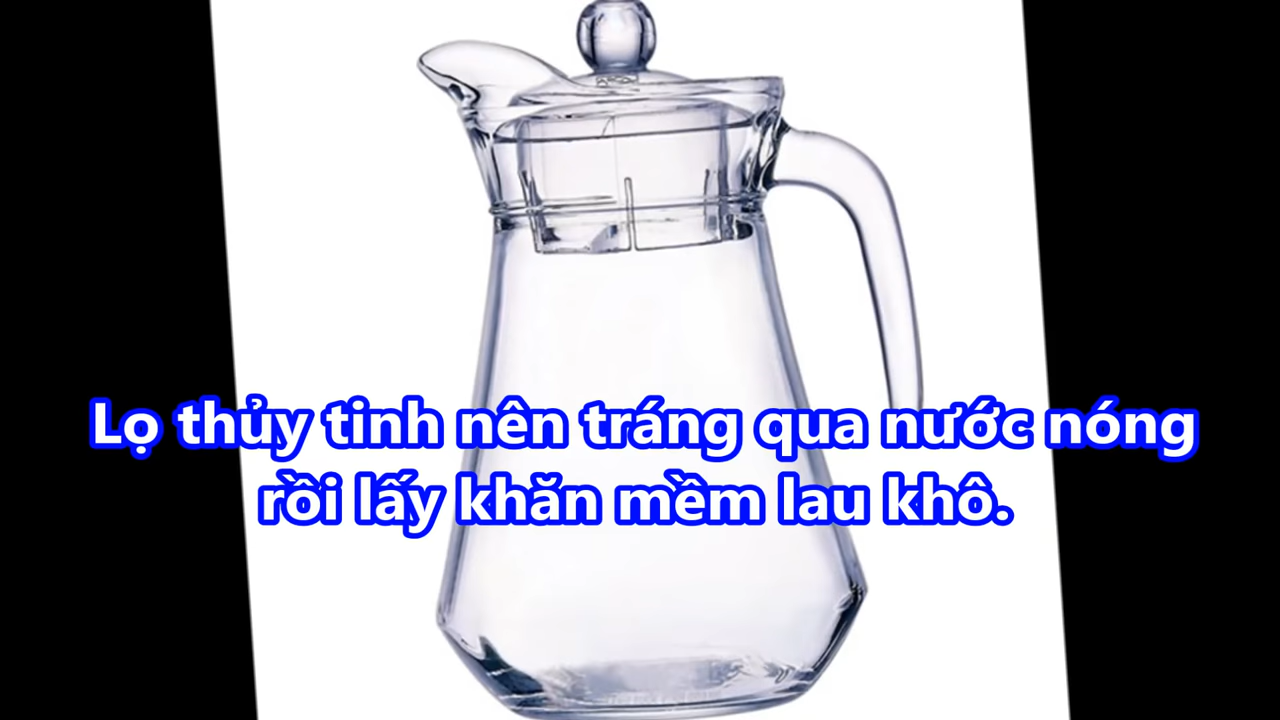 Lọ thủy tinh nên tráng qua nước nóng
rồi lấy khăn mềm lau khô.